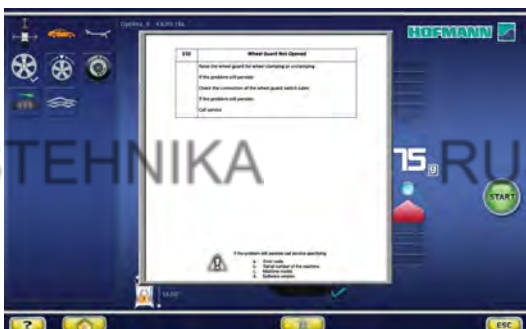 HOFMANN
Wheel Guard Not Opened
Raise the wheel guard for wheel clamping or unclamping
If the problem still persists:
Check the connection of the wheel guard switch cable.
If the problem still persists:
Call service
TEHNIKA
RU
75 g
START
If the problem still persists call service specifying
a. Error code.
b. Serial number of the machine.
c. Machine model.
d. Software version.
?
ESC